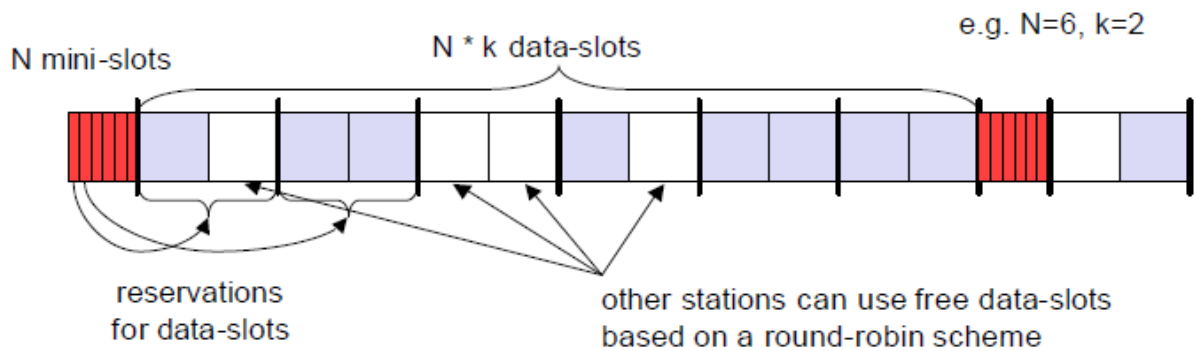 e.g. N=6, k=2
N mini-slots
N * k data-slots
reservations
for data-slots
other stations can use free data-slots
based on a round-robin scheme